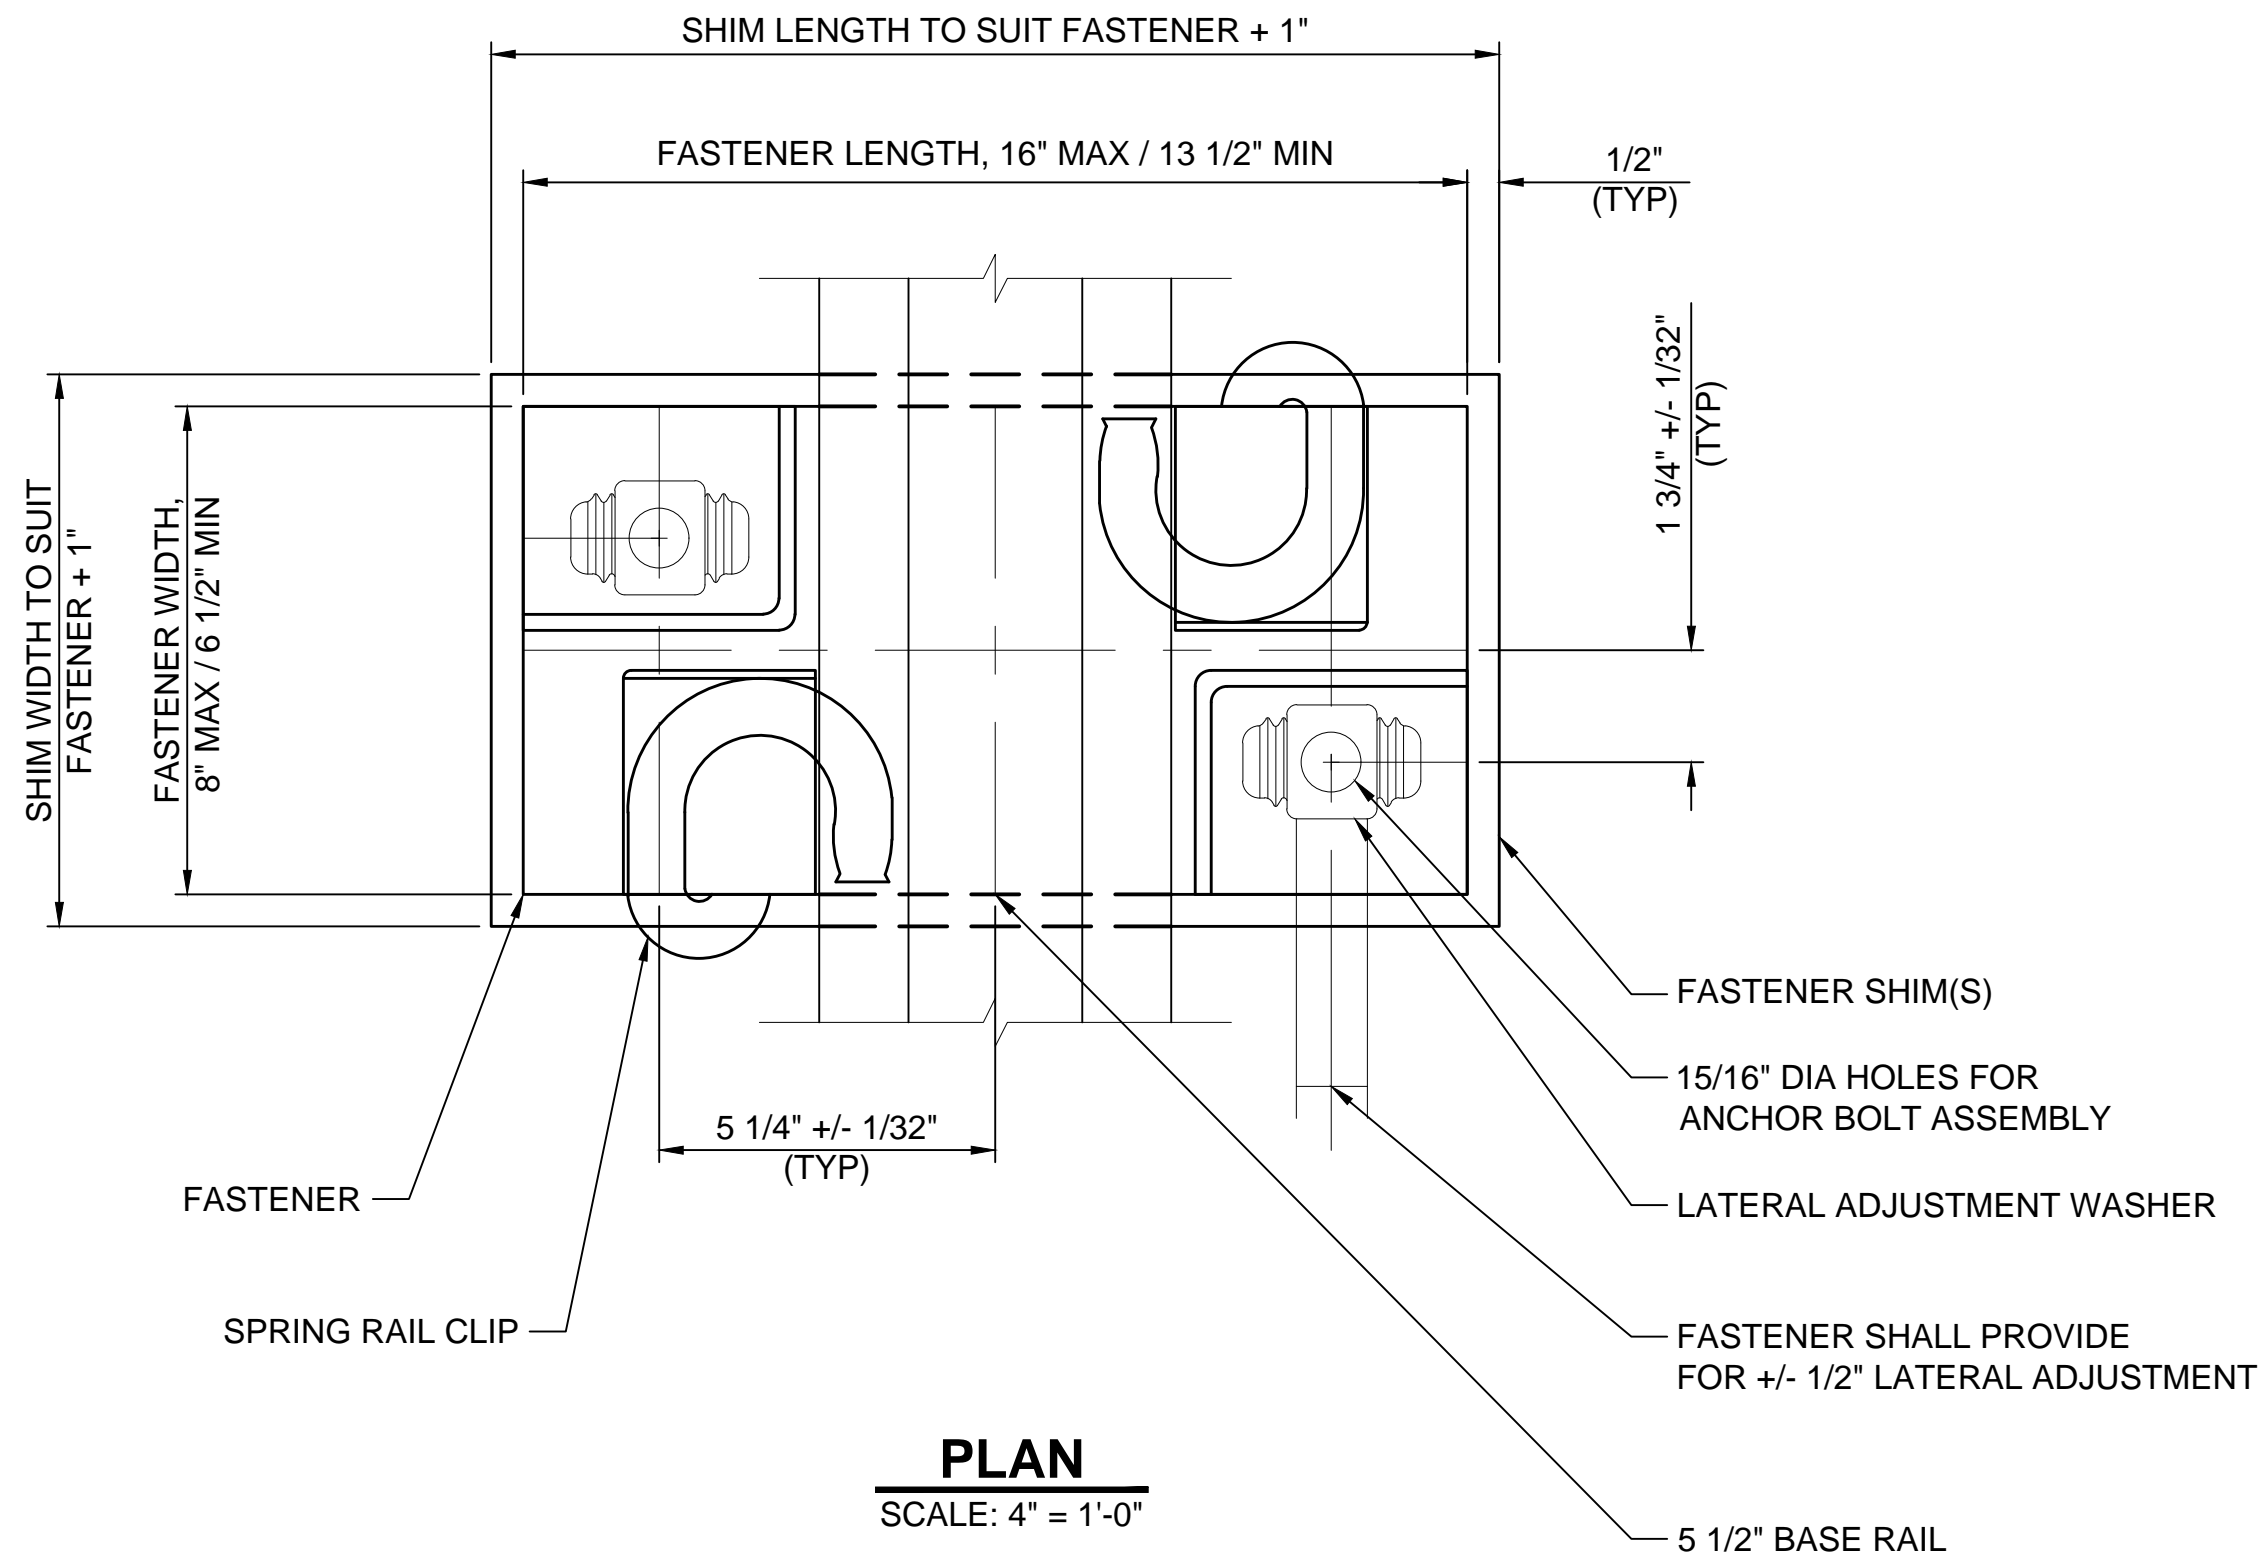 SHIM LENGTH TO SUIT FASTENER + 1"
FASTENER LENGTH, 16" MAX / 13 1/2" MIN
1/2"
(TYP)
1 3/4" +/- 1/32"
(TYP)
SHIM WIDTH TO SUIT
FASTENER + 1"
FASTENER WIDTH,
8" MAX / 6 1/2" MIN
FASTENER SHIM(S)
15/16" DIA HOLES FOR
ANCHOR BOLT ASSEMBLY
5 1/4" +/- 1/32"
(TYP)
FASTENER
LATERAL ADJUSTMENT WASHER
SPRING RAIL CLIP
FASTENER SHALL PROVIDE
FOR +/- 1/2" LATERAL ADJUSTMENT
PLAN
SCALE: 4" = 1'-0"
5 1/2" BASE RAIL